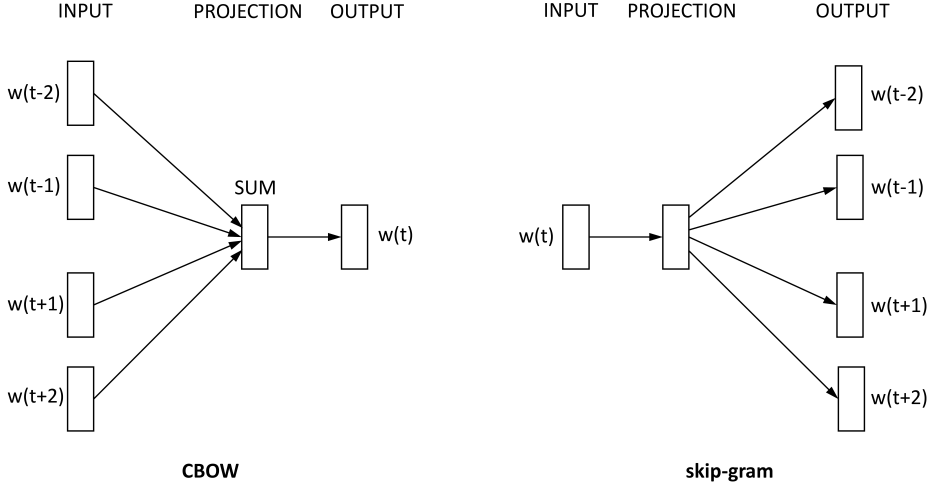 INPUT PROJECTION OUTPUT
w(t-2)
w(t-1)
SUM
w(t)
w(t+1)
w(t+2)
CBOW
INPUT PROJECTION OUTPUT
w(t-2)
w(t-1)
w(t)
w(t+1)
w(t+2)
skip-gram